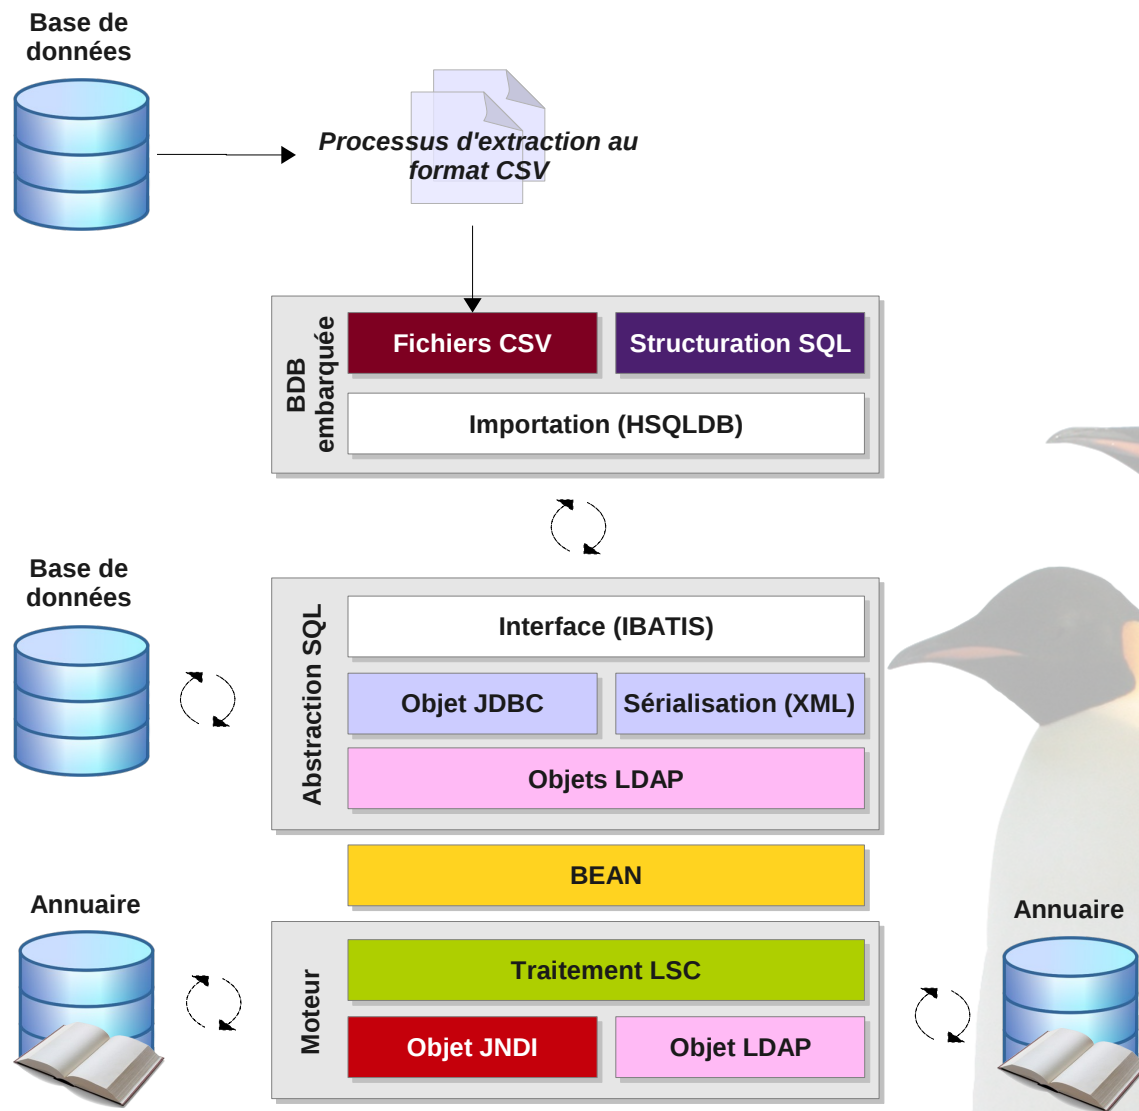 Base de
données
Processus d'extraction au
format CSV
BDB
embarquée
Fichiers CSV
Structuration SQL
Importation (HSQLDB)
Base de
données
Abstraction SQL
Interface (IBATIS)
Objet JDBC
Sérialisation (XML)
Objets LDAP
BEAN
Annuaire
Annuaire
Moteur
Traitement LSC
Objet JNDI
Objet LDAP